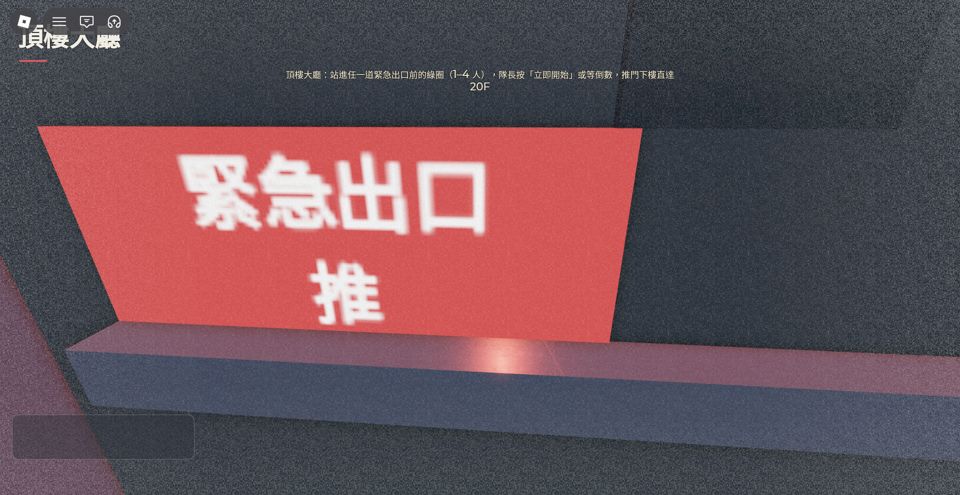 頂樓大廳
頂樓大廳：站進任一道緊急出口前的綠圈（1–4 人），隊長按「立即開始」或等倒數，推門下樓直達
20F
緊急出口
推